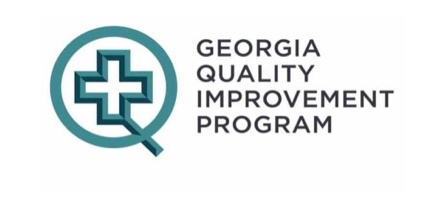 GEORGIA
QUALITY
IMPROVEMENT
PROGRAM